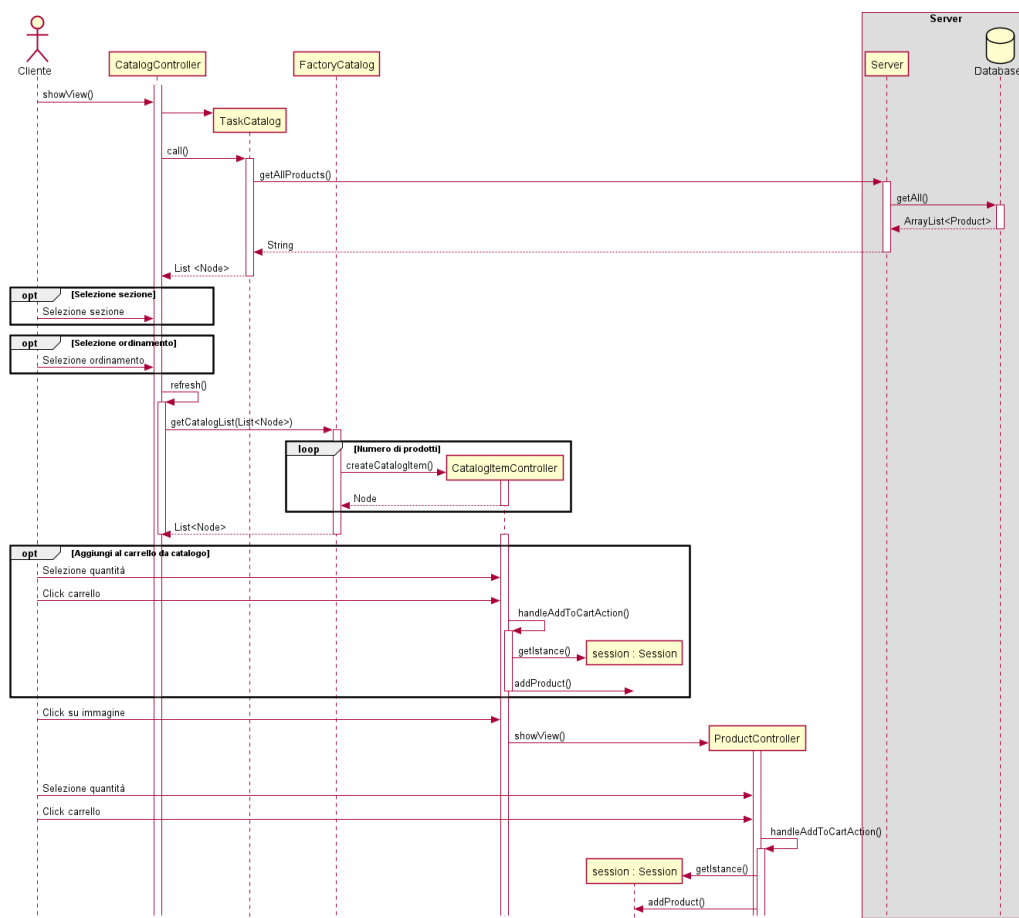 Server
Cliente
CatalogController
FactoryCatalog
Server
Database
showView()
TaskCatalog
call()
getAllProducts()
getAll()
ArrayList<Product>
String
List <Node>
opt [Selezione sezione]
Selezione sezione
opt [Selezione ordinamento]
Selezione ordinamento
refresh()
getCatalogList(List<Node>)
loop [Numero di prodotti]
createCatalogItem()
CatalogItemController
Node
List<Node>
opt [Aggiungi al carrello da catalogo]
Selezione quantità
Click carrello
handleAddToCartAction()
getIstance()
session : Session
addProduct()
Click su immagine
showView()
ProductController
Selezione quantità
Click carrello
handleAddToCartAction()
session : Session
getIstance()
addProduct()